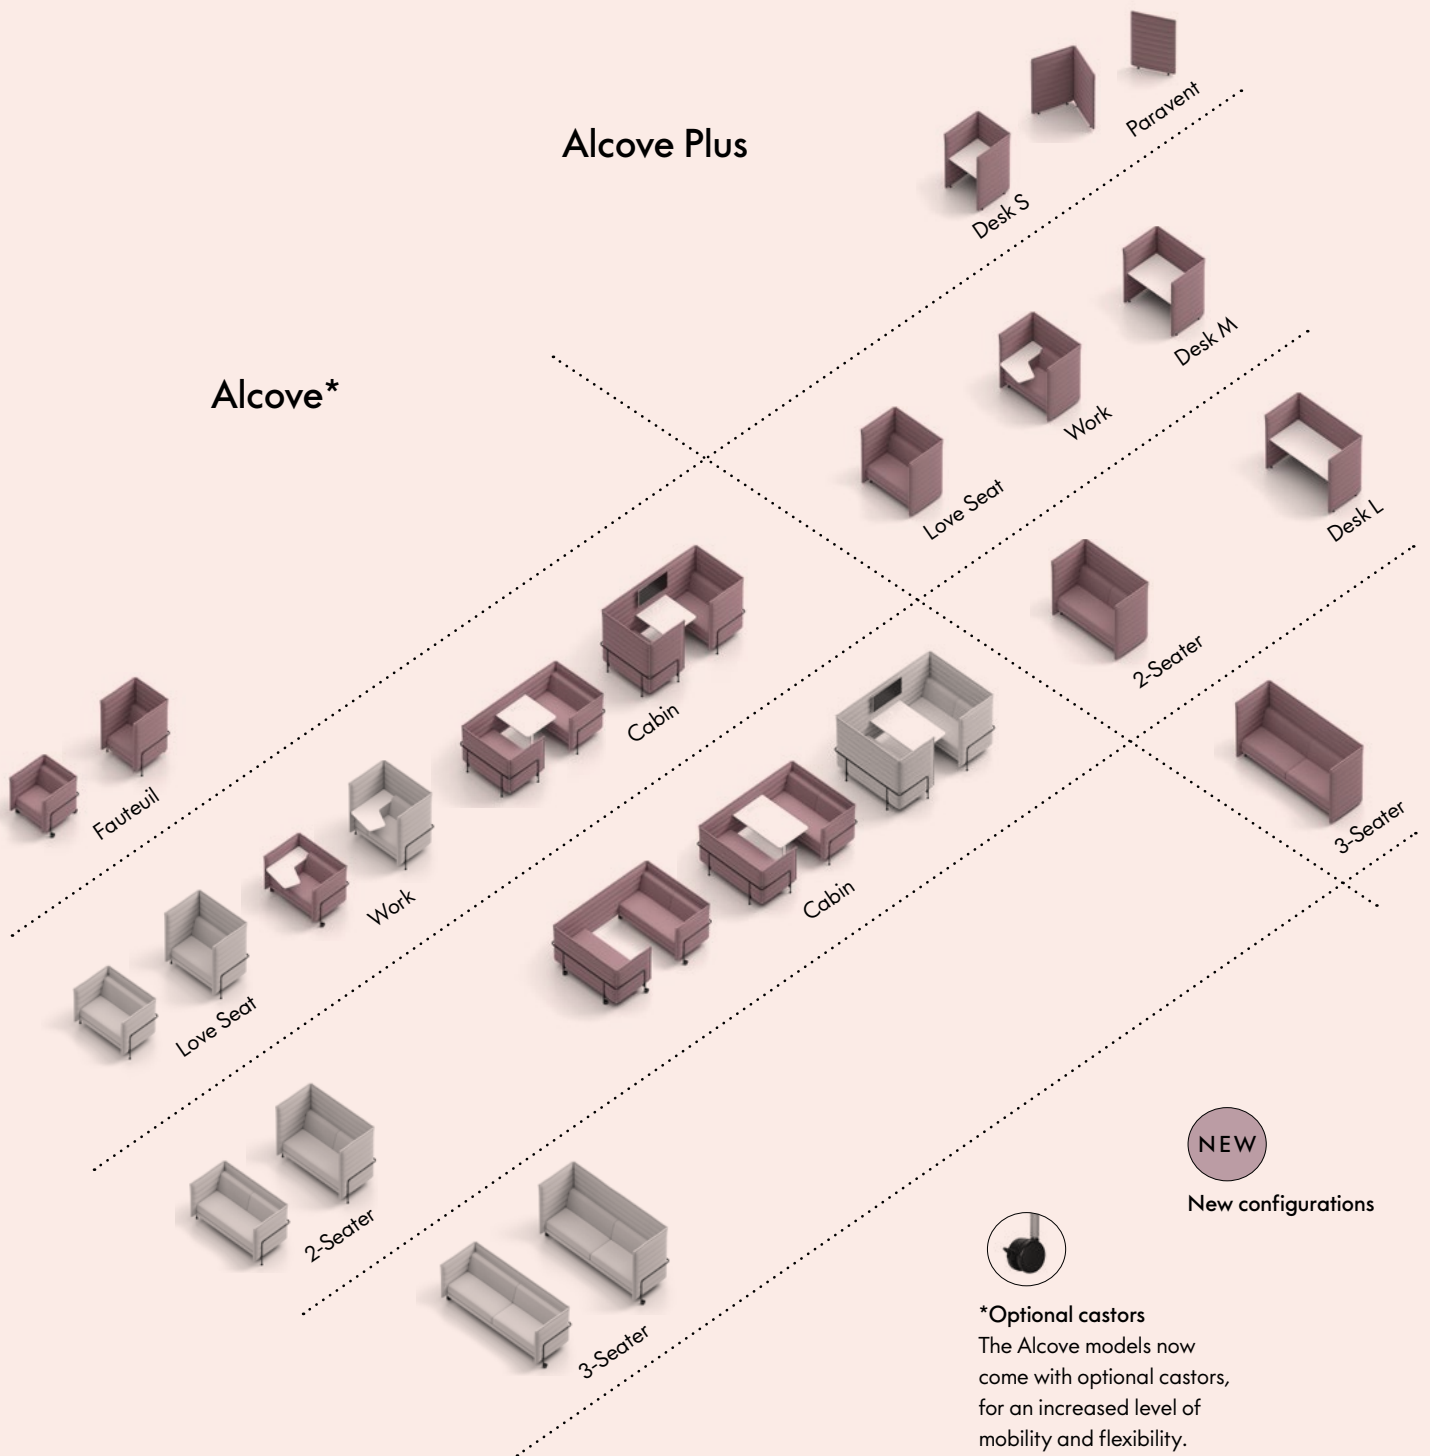 Alcove Plus
Paravent
Desk S
Desk M
Work
Love Seat
Desk L
2-Seater
3-Seater
Alcove*
Fauteuil
Cabin
Work
Love Seat
Cabin
2-Seater
3-Seater
NEW
New configurations
*Optional castors
The Alcove models now
come with optional castors,
for an increased level of
mobility and flexibility.